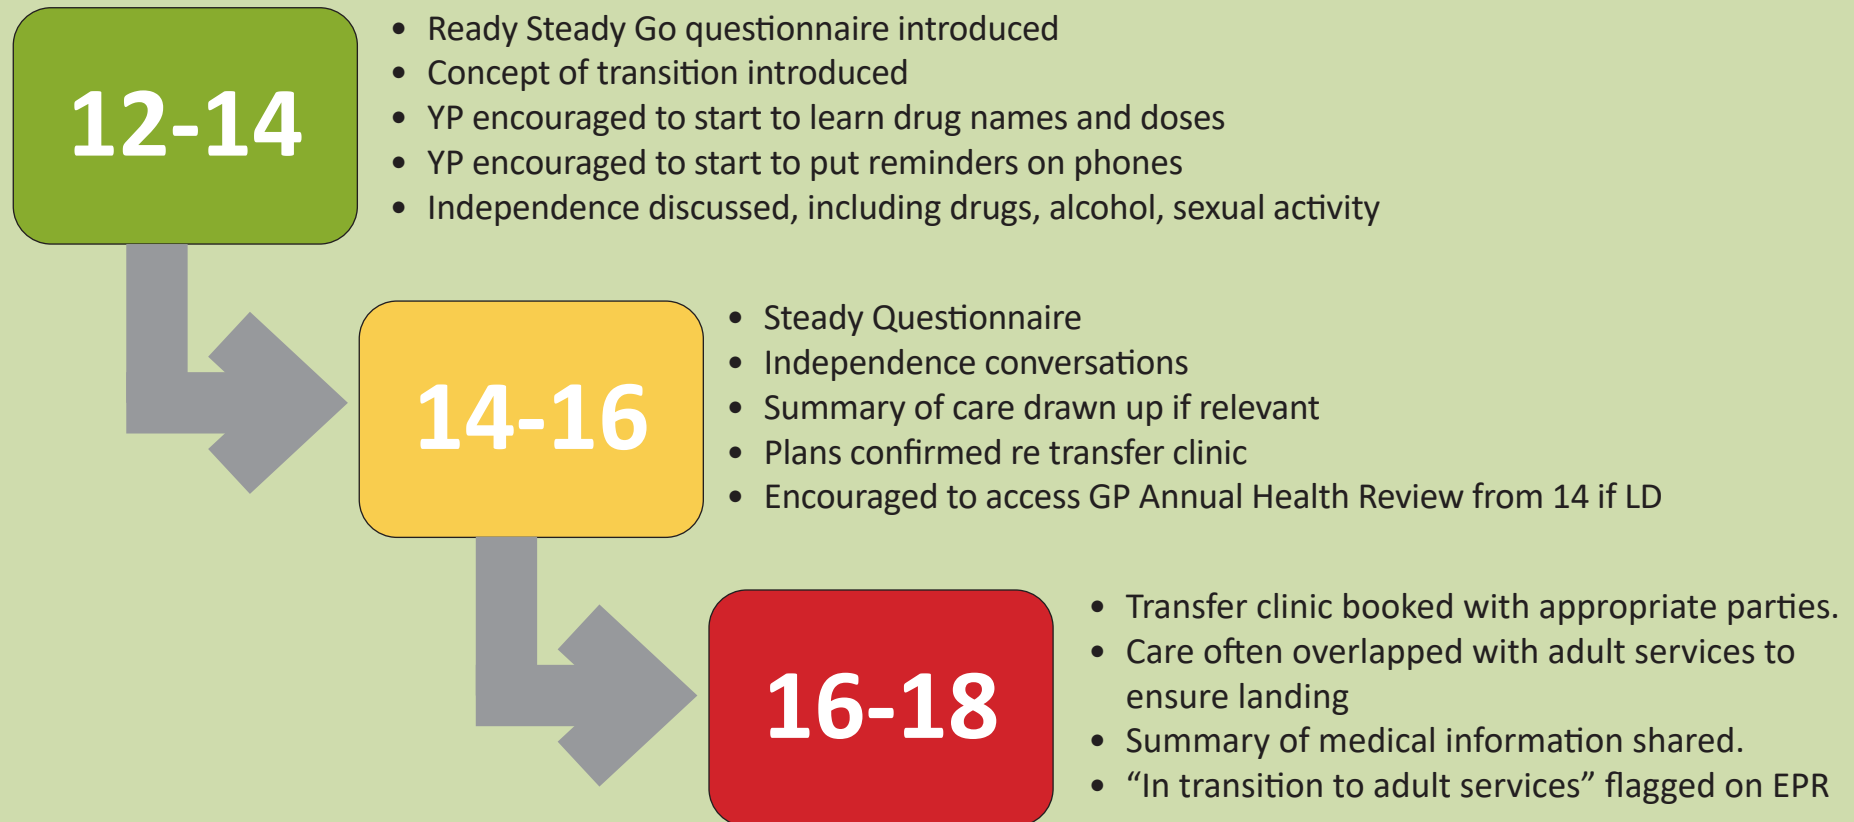 12-14
• Ready Steady Go questionnaire introduced
• Concept of transition introduced
• YP encouraged to start to learn drug names and doses
• YP encouraged to start to put reminders on phones
• Independence discussed, including drugs, alcohol, sexual activity
14-16
• Steady Questionnaire
• Independence conversations
• Summary of care drawn up if relevant
• Plans confirmed re transfer clinic
• Encouraged to access GP Annual Health Review from 14 if LD
16-18
• Transfer clinic booked with appropriate parties.
• Care often overlapped with adult services to
ensure landing
• Summary of medical information shared.
• “In transition to adult services” flagged on EPR